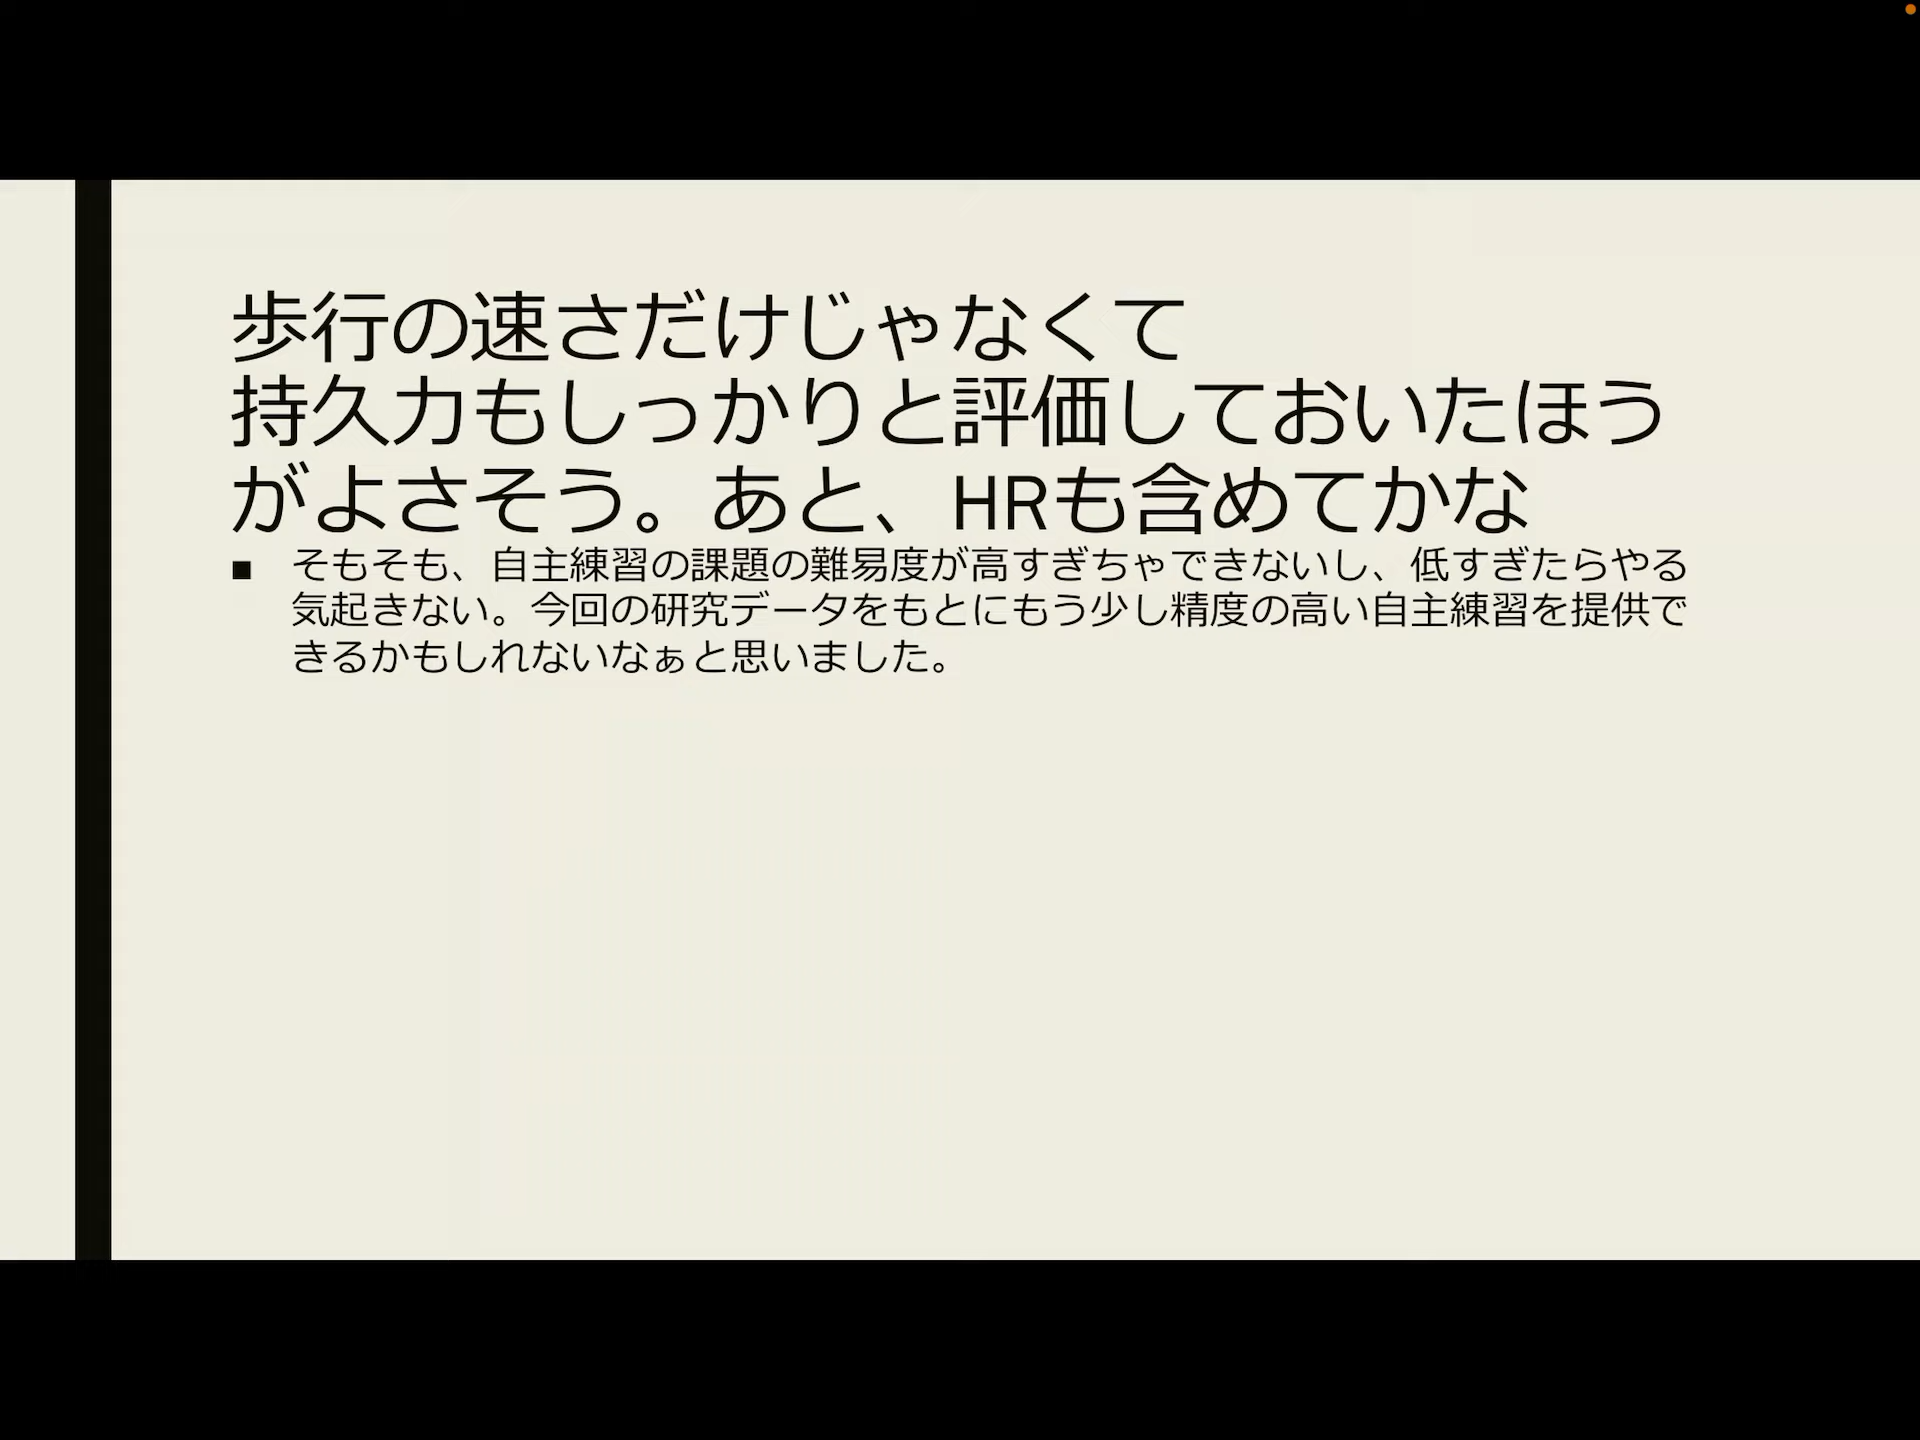 歩行の速さだけじゃなくて
持久力もしっかりと評価しておいたほう
がよさそう。あと、HRも含めてかな
■ そもそも、自主練習の課題の難易度が高すぎちゃできないし、低すぎたらやる
気起きない。今回の研究データをもとにもう少し精度の高い自主練習を提供で
きるかもしれないなぁと思いました。